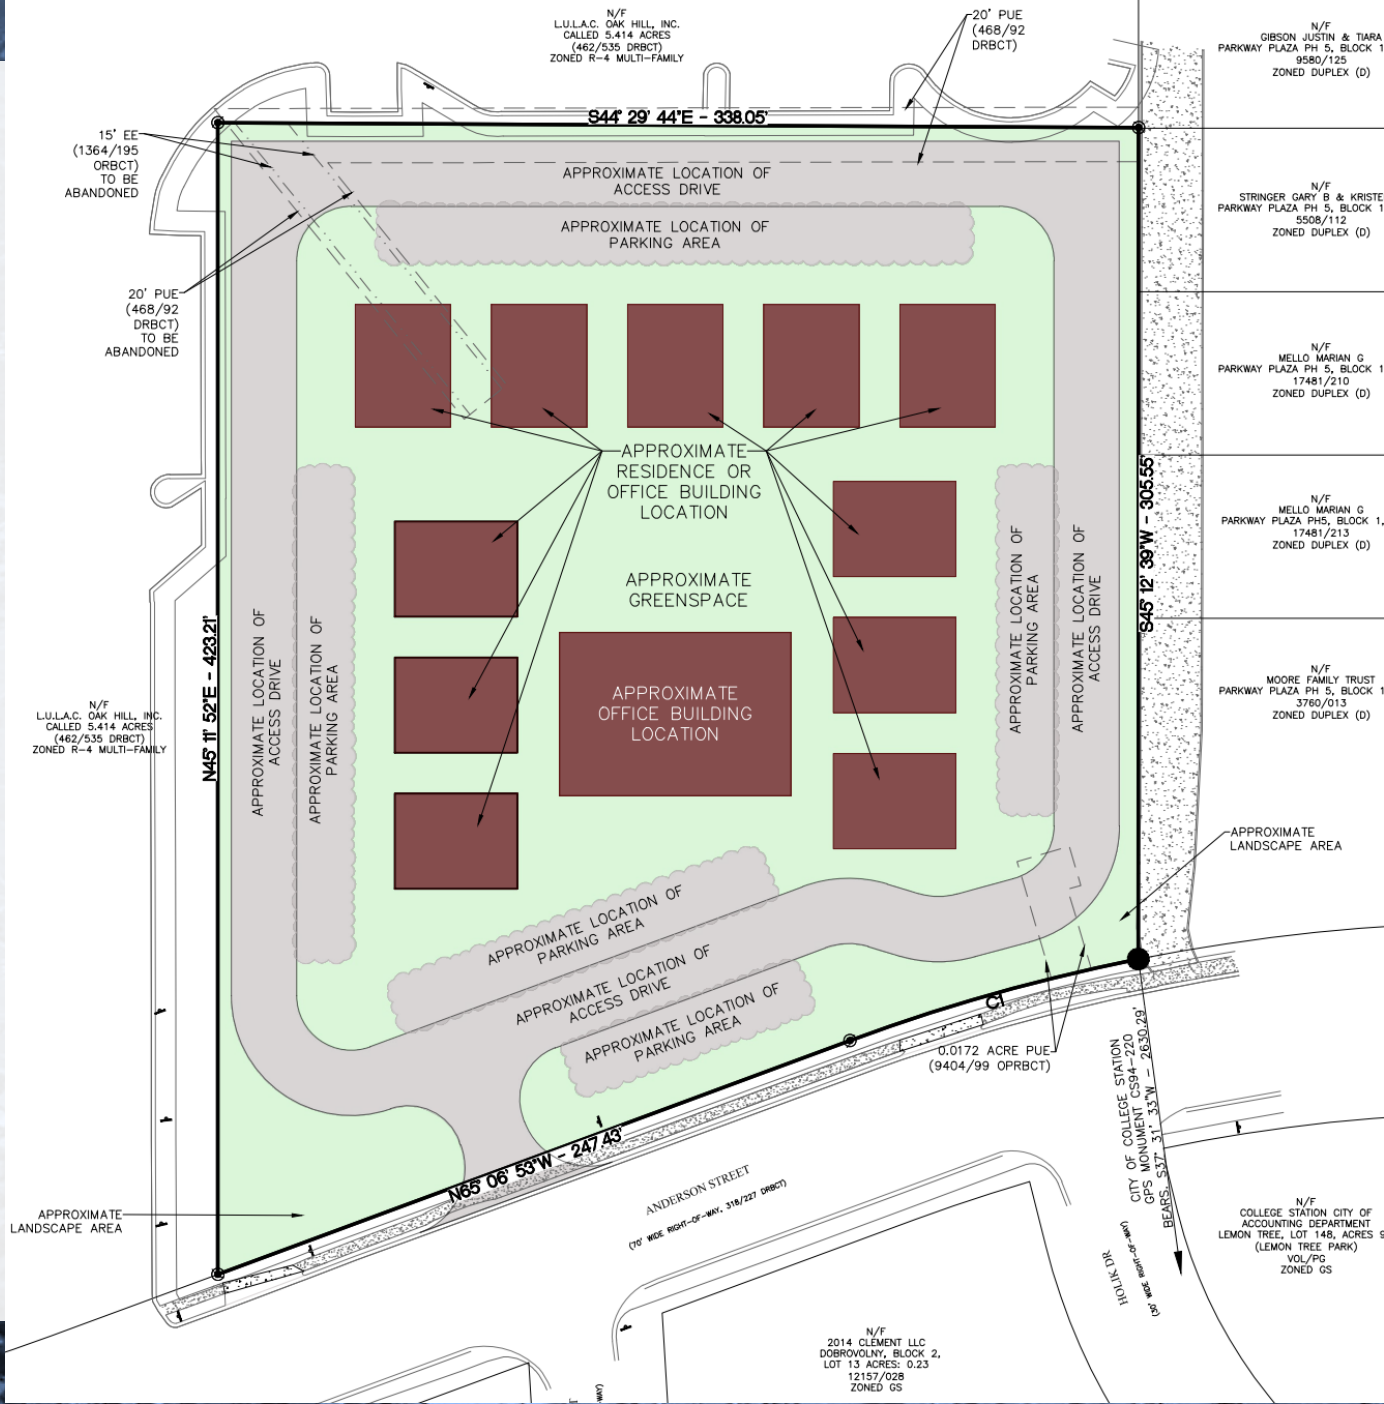 N/F
L.U.L.A.C. OAK HILL, INC.
CALLED 5.414 ACRES
(462/535 DRBCT)
ZONED R-4 MULTI-FAMILY
20' PUE
(468/92
DRBCT)
N/F
GIBSON JUSTIN & TIARA
PARKWAY PLAZA PH 5, BLOCK 1
9580/125
ZONED DUPLEX (D)
S44° 29' 44"E - 338.05'
15' EE
(1364/195
ORBCT)
TO BE
ABANDONED
APPROXIMATE LOCATION OF
ACCESS DRIVE
APPROXIMATE LOCATION OF
PARKING AREA
N/F
STRINGER GARY B & KRISTE
PARKWAY PLAZA PH 5, BLOCK 1
5508/112
ZONED DUPLEX (D)
20' PUE
(468/92
DRBCT)
TO BE
ABANDONED
N/F
MELLO MARIAN G
PARKWAY PLAZA PH 5, BLOCK 1
17481/210
ZONED DUPLEX (D)
APPROXIMATE
RESIDENCE OR
OFFICE BUILDING
LOCATION
N/F
MELLO MARIAN G
PARKWAY PLAZA PH5, BLOCK 1,
17481/213
ZONED DUPLEX (D)
S45° 12' 39"W - 305.55'
APPROXIMATE
GREENSPACE
APPROXIMATE LOCATION OF
PARKING AREA
APPROXIMATE LOCATION OF
ACCESS DRIVE
N45° 11' 52"E - 423.21'
APPROXIMATE LOCATION OF
ACCESS DRIVE
APPROXIMATE LOCATION OF
PARKING AREA
APPROXIMATE
OFFICE BUILDING
LOCATION
N/F
MOORE FAMILY TRUST
PARKWAY PLAZA PH 5, BLOCK 1
3760/013
ZONED DUPLEX (D)
N/F
L.U.L.A.C. OAK HILL, INC.
CALLED 5.414 ACRES
(462/535 DRBCT)
ZONED R-4 MULTI-FAMILY
APPROXIMATE
LANDSCAPE AREA
APPROXIMATE LOCATION OF
PARKING AREA
APPROXIMATE LOCATION OF
ACCESS DRIVE
APPROXIMATE LOCATION OF
PARKING AREA
C1
0.0172 ACRE PUE
(9404/99 OPRBCT)
CITY OF COLLEGE STATION
GPS MONUMENT CS94-220
BEARS, S37° 31' 33"W - 2630.29'
N65° 06' 53"W - 247.43'
APPROXIMATE
LANDSCAPE AREA
ANDERSON STREET
(70' WIDE RIGHT-OF-WAY, 318/227 DRBCT)
HOLIK DR
(50' WIDE RIGHT-OF-WAY)
N/F
COLLEGE STATION CITY OF
ACCOUNTING DEPARTMENT
LEMON TREE, LOT 148, ACRES 9
(LEMON TREE PARK)
VOL/PG
ZONED GS
N/F
2014 CLEMENT LLC
DOBROVOLNY, BLOCK 2,
LOT 13 ACRES: 0.23
12157/028
ZONED GS
-WAY)